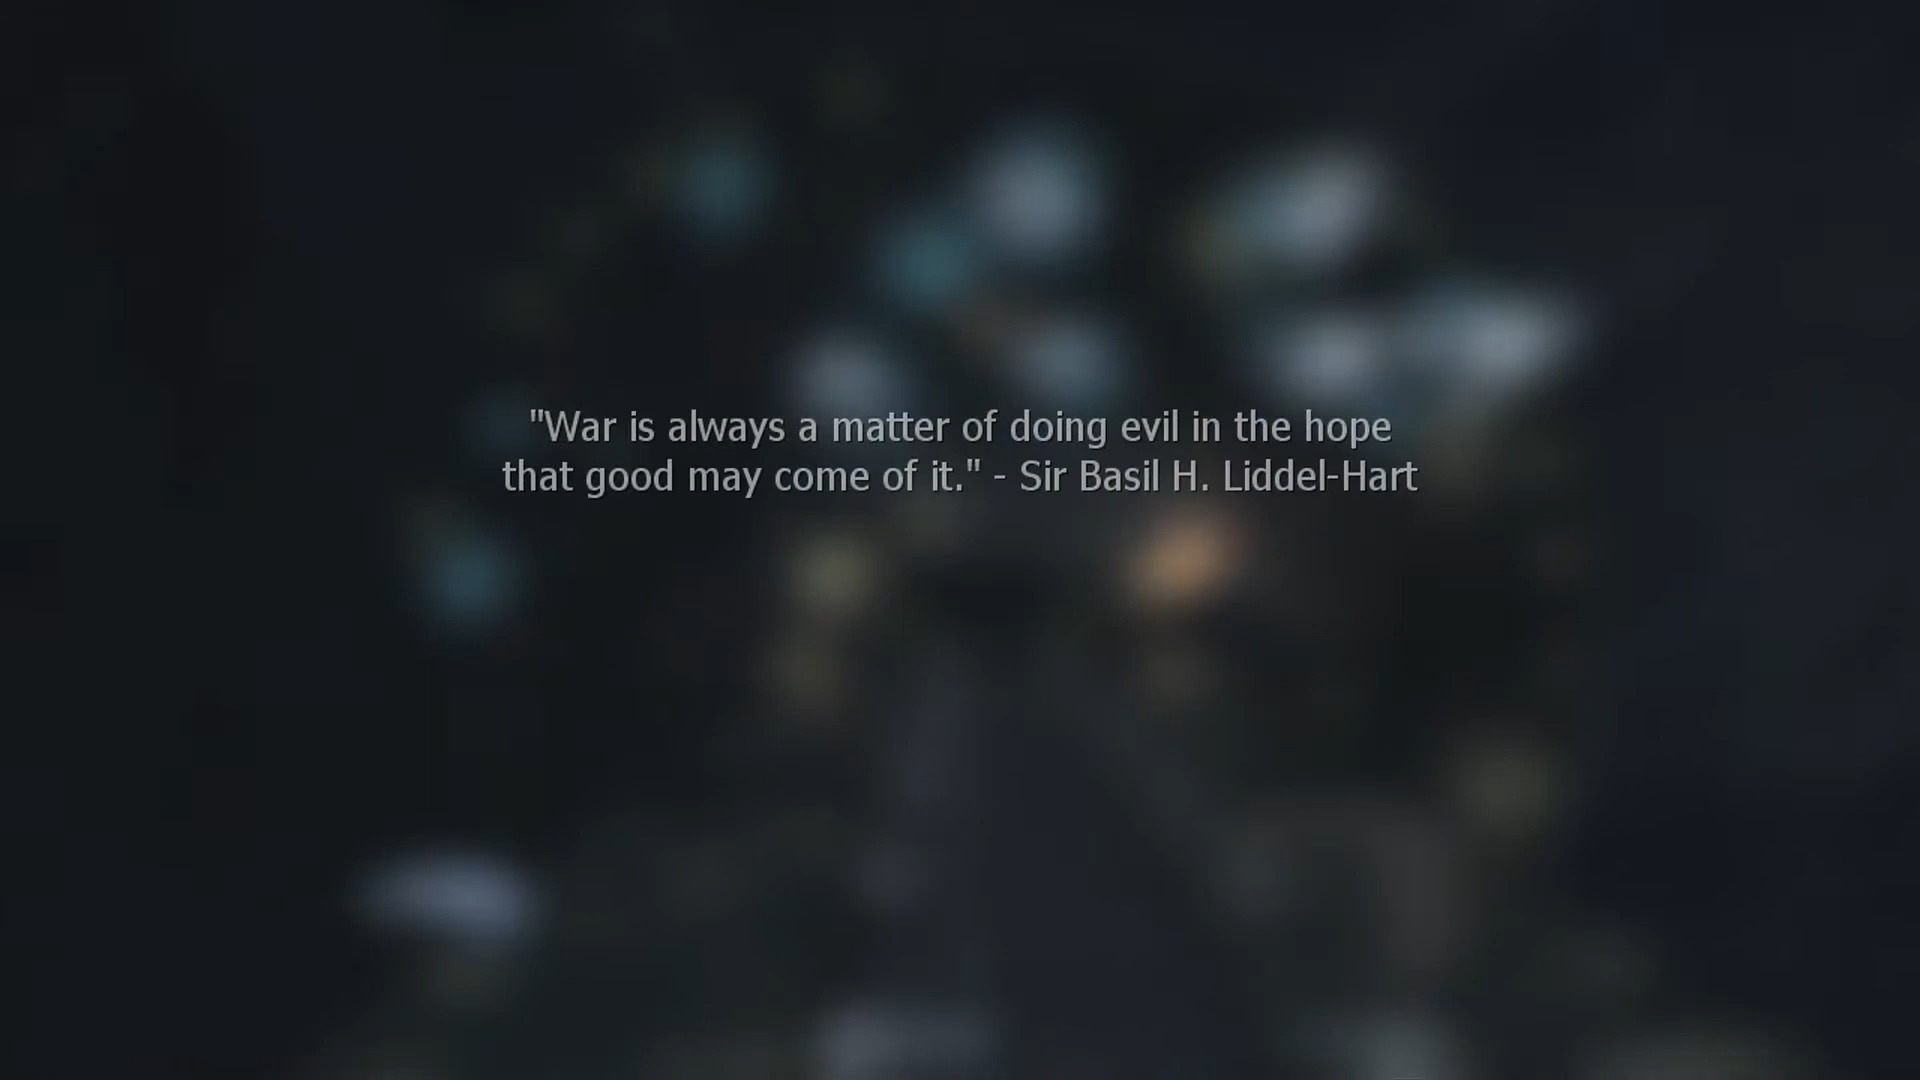 "War is always a matter of doing evil in the hope
that good may come of it." - Sir Basil H. Liddel-Hart